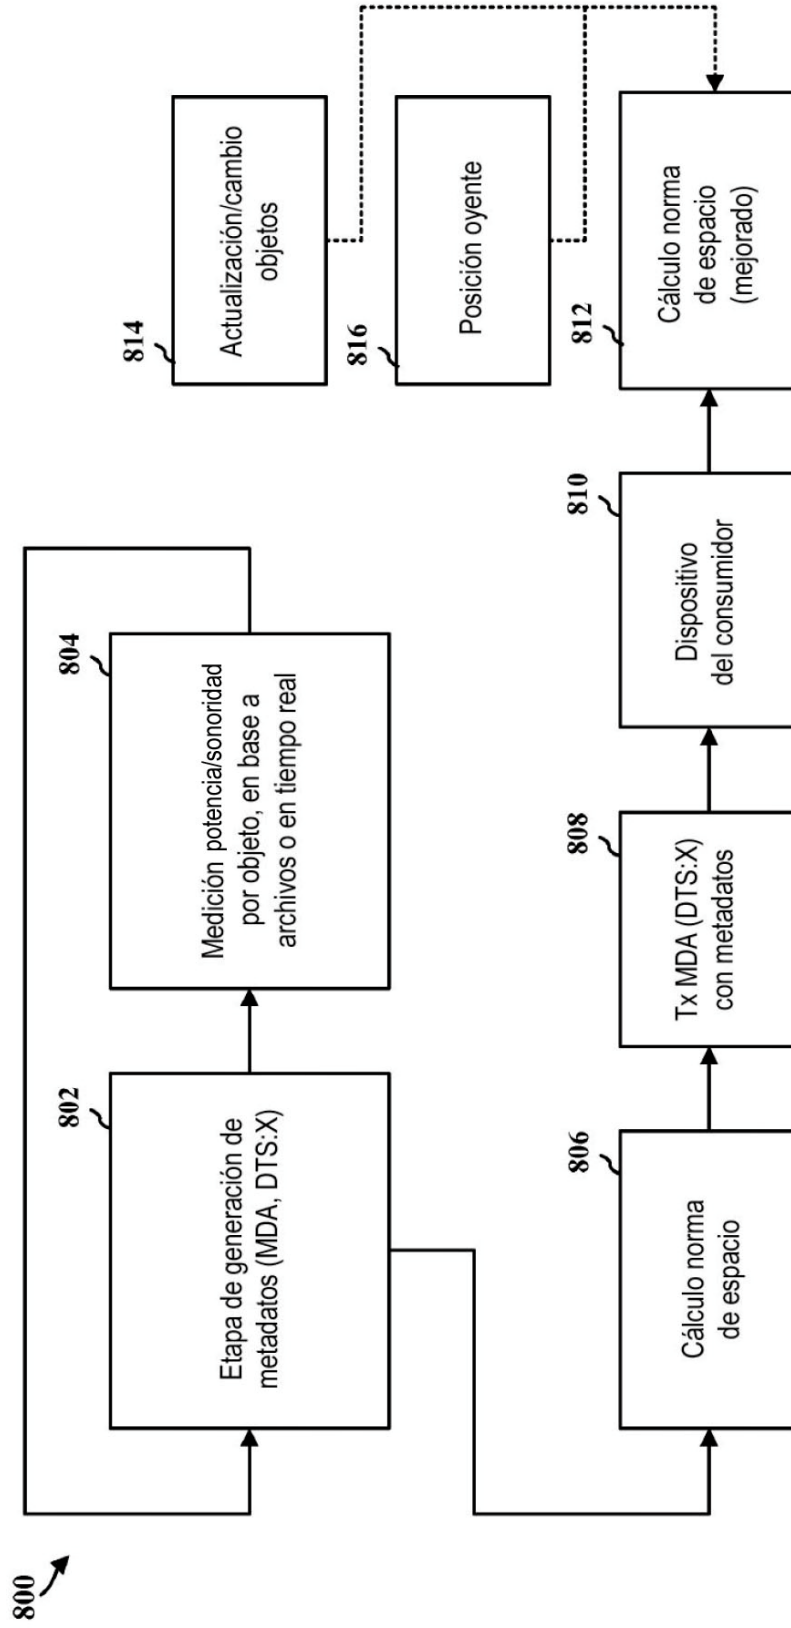 800
802
Etapa de generación de
metadatos (MDA, DTS:X)
804
Medición potencia/sonoridad
por objeto, en base a
archivos o en tiempo real
814
Actualización/cambio
objetos
816
Posición oyente
806
Cálculo norma
de espacio
808
Tx MDA (DTS:X)
con metadatos
810
Dispositivo
del consumidor
812
Cálculo norma
de espacio
(mejorado)